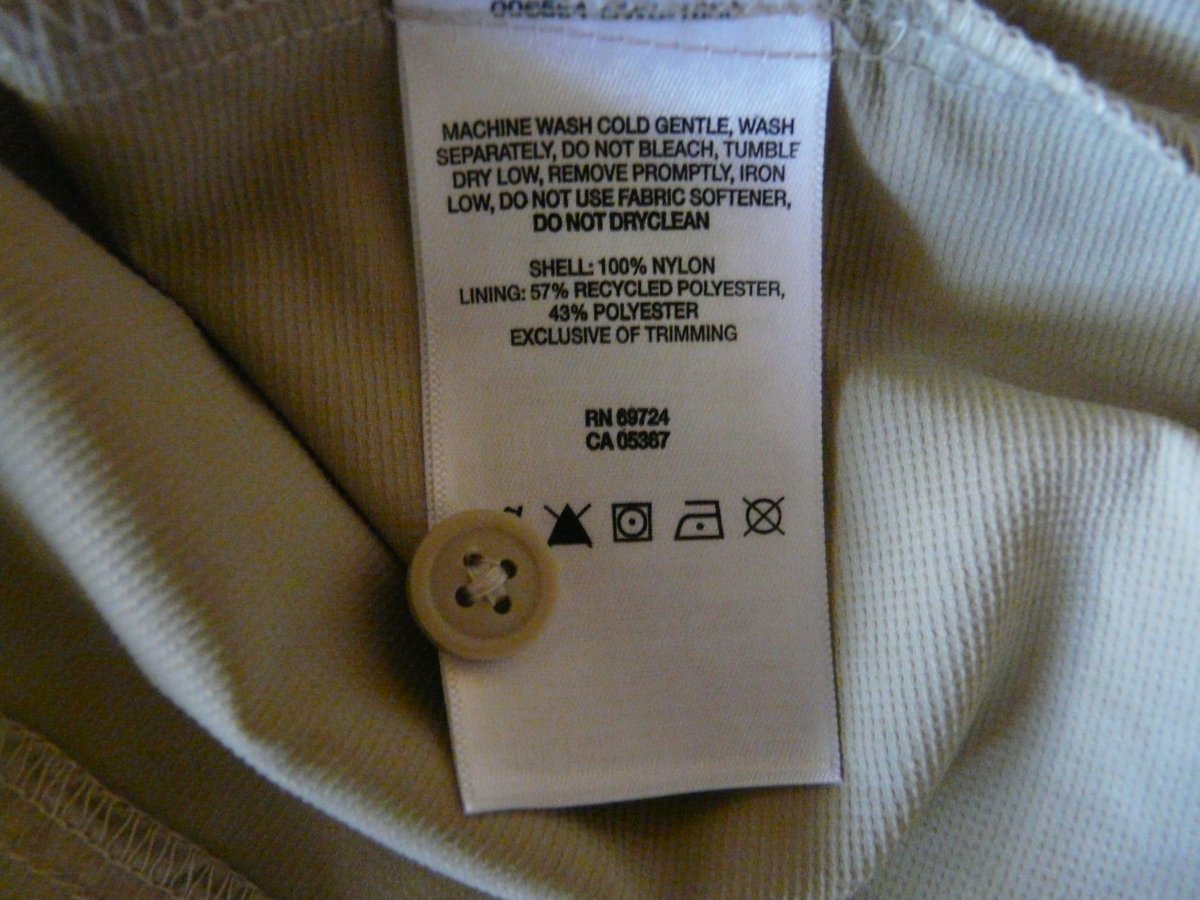 MACHINE WASH COLD GENTLE, WASH
SEPARATELY, DO NOT BLEACH, TUMBLE
DRY LOW, REMOVE PROMPTLY, IRON
LOW, DO NOT USE FABRIC SOFTENER,
DO NOT DRYCLEAN
SHELL: 100% NYLON
LINING: 57% RECYCLED POLYESTER,
43% POLYESTER
EXCLUSIVE OF TRIMMING
RN 69724
CA 05367